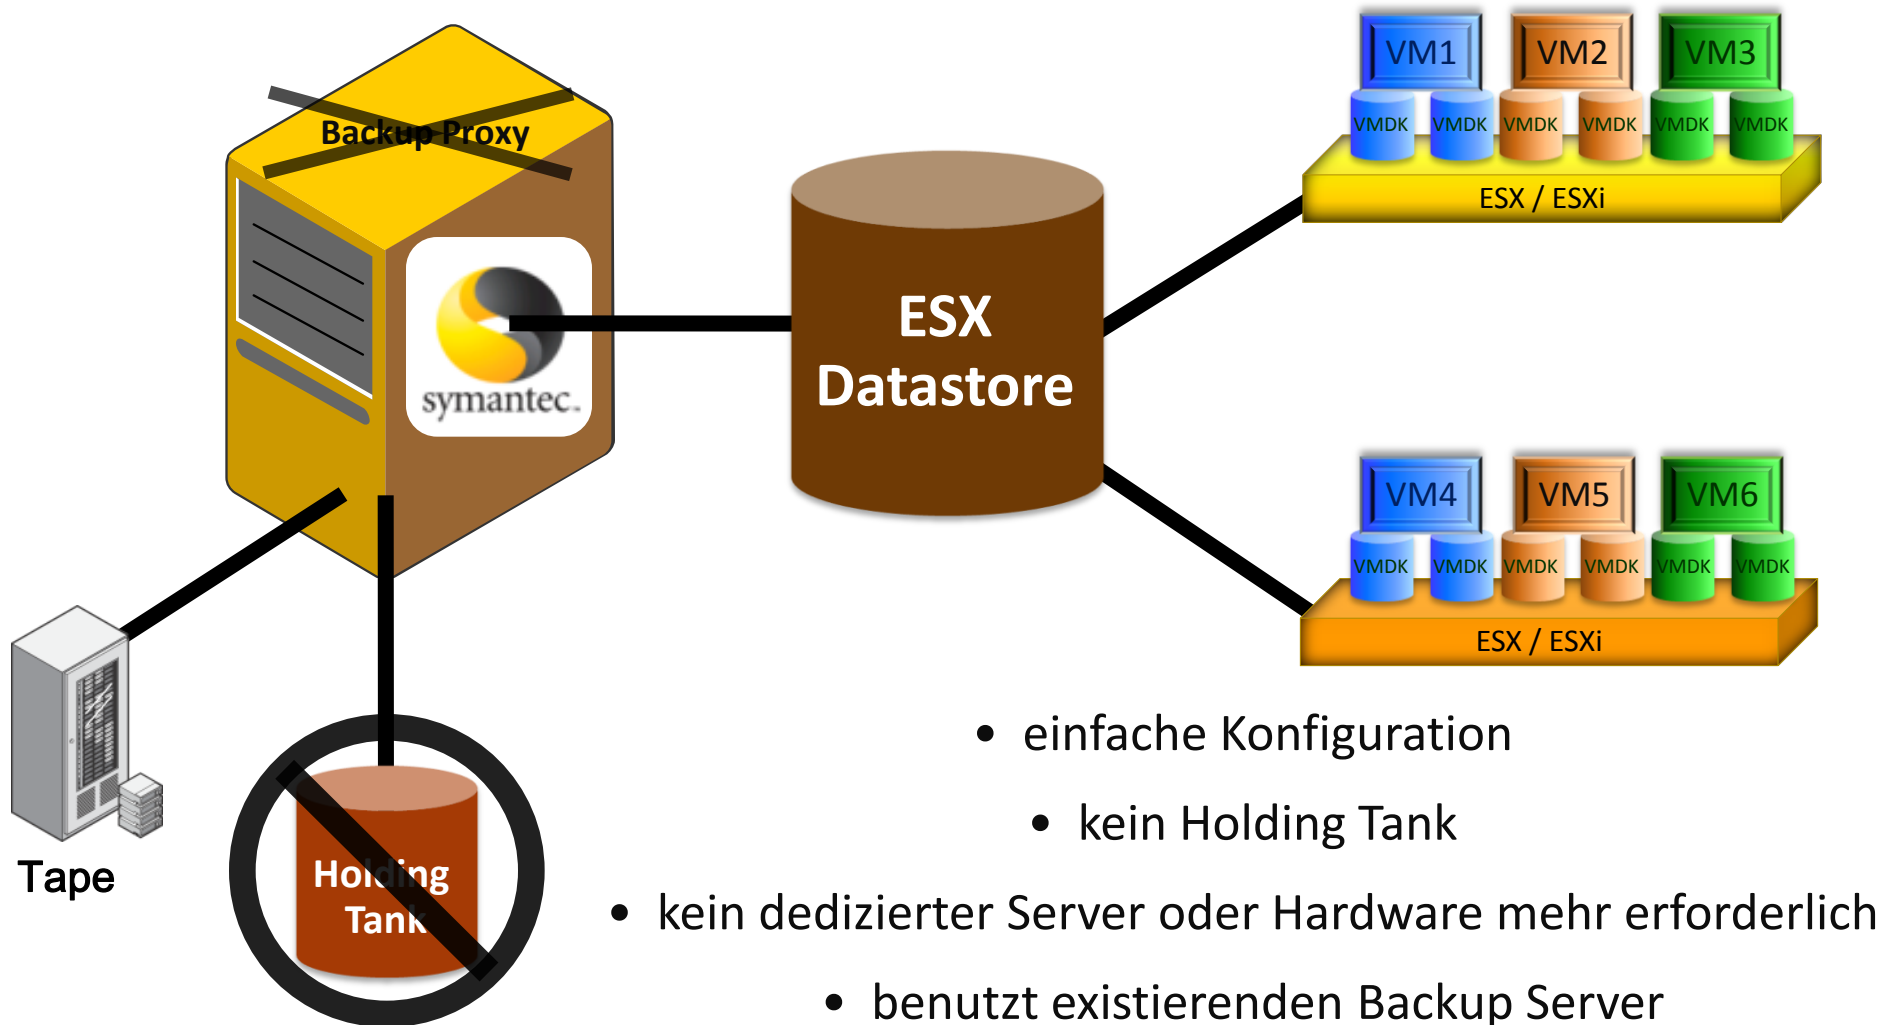 Backup Proxy
symantec.
ESX
Datastore
VM1 VM2 VM3
VMDK VMDK VMDK VMDK VMDK VMDK
ESX / ESXi
VM4 VM5 VM6
VMDK VMDK VMDK VMDK VMDK VMDK
ESX / ESXi
Tape
Holding
Tank
• einfache Konfiguration
• kein Holding Tank
• kein dedizierter Server oder Hardware mehr erforderlich
• benutzt existierenden Backup Server